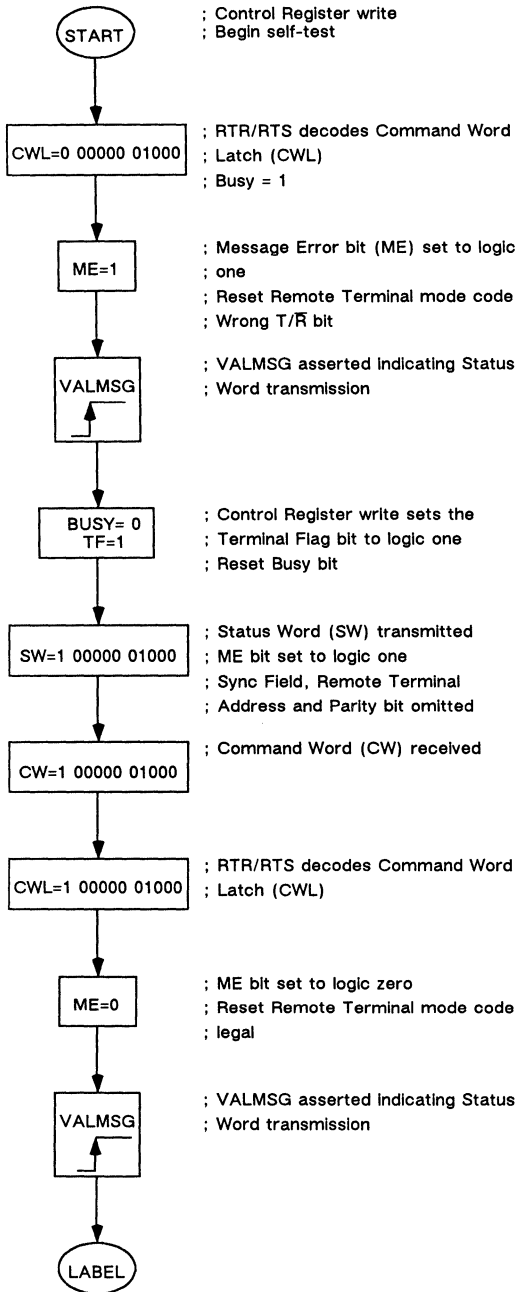 START
; Control Register write
; Begin self-test
CWL=0 00000 01000
; RTR/RTS decodes Command Word
; Latch (CWL)
; Busy = 1
ME=1
; Message Error bit (ME) set to logic
; one
; Reset Remote Terminal mode code
; Wrong T/R̅ bit
VALMSG
; VALMSG asserted indicating Status
; Word transmission
BUSY= 0
TF=1
; Control Register write sets the
; Terminal Flag bit to logic one
; Reset Busy bit
SW=1 00000 01000
; Status Word (SW) transmitted
; ME bit set to logic one
; Sync Field, Remote Terminal
; Address and Parity bit omitted
CW=1 00000 01000
; Command Word (CW) received
CWL=1 00000 01000
; RTR/RTS decodes Command Word
; Latch (CWL)
ME=0
; ME bit set to logic zero
; Reset Remote Terminal mode code
; legal
VALMSG
; VALMSG asserted indicating Status
; Word transmission
LABEL